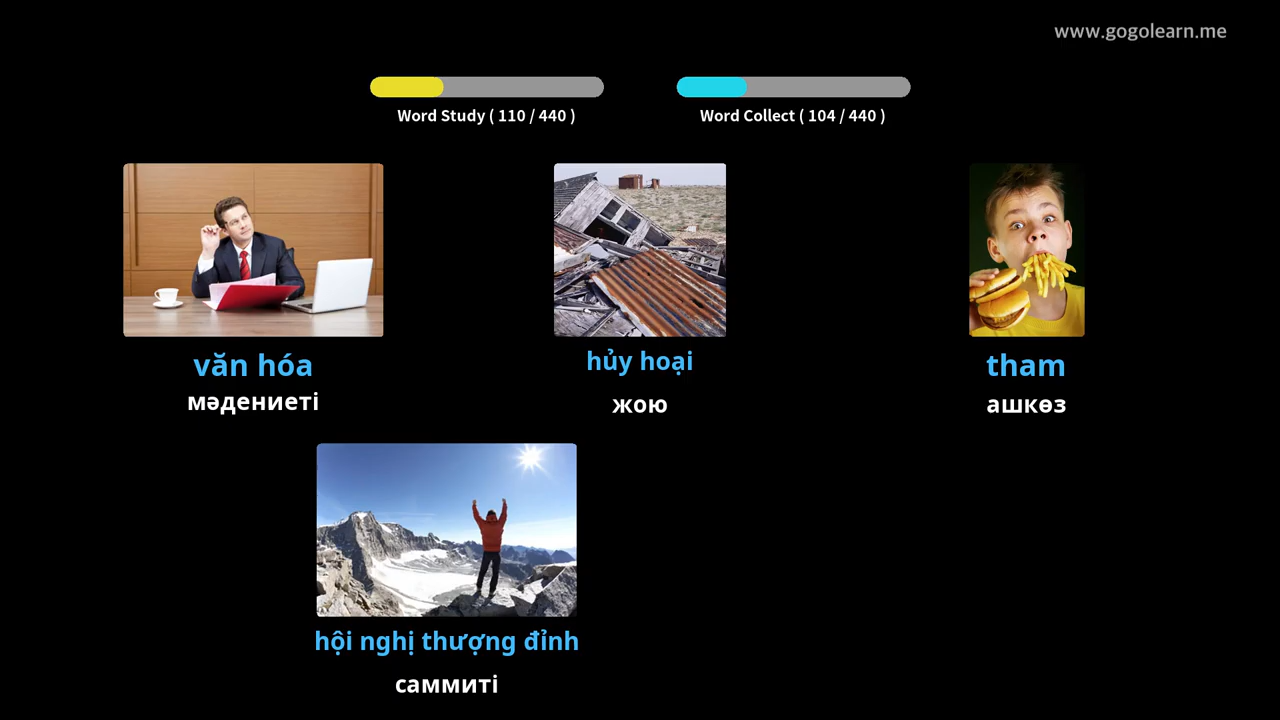 www.gogolearn.me
Word Study ( 110 / 440 )
Word Collect ( 104 / 440 )
văn hóa
мәдениеті
hủy hoại
жою
tham
ашкөз
hội nghị thượng đỉnh
саммиті